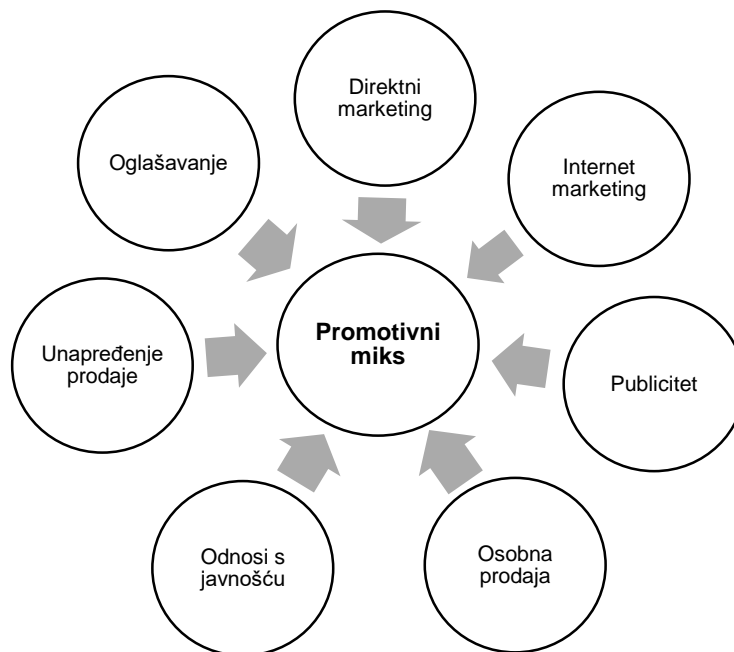 Direktni
marketing
Oglašavanje
Internet
marketing
Promotivni
miks
Unapređenje
prodaje
Publicitet
Odnosi s
javnošću
Osobna
prodaja